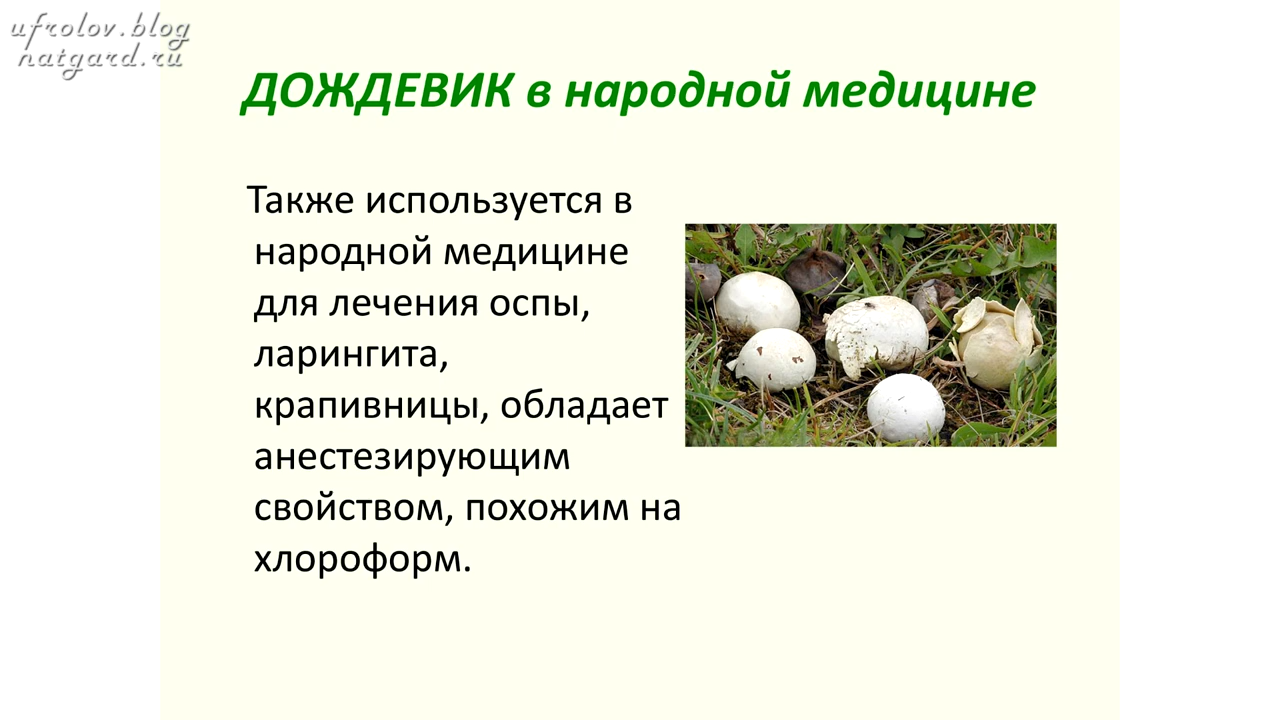 ufrolov.blog
natgard.ru
ДОЖДЕВИК в народной медицине
Также используется в
народной медицине
для лечения оспы,
ларингита,
крапивницы, обладает
анестезирующим
свойством, похожим на
хлороформ.